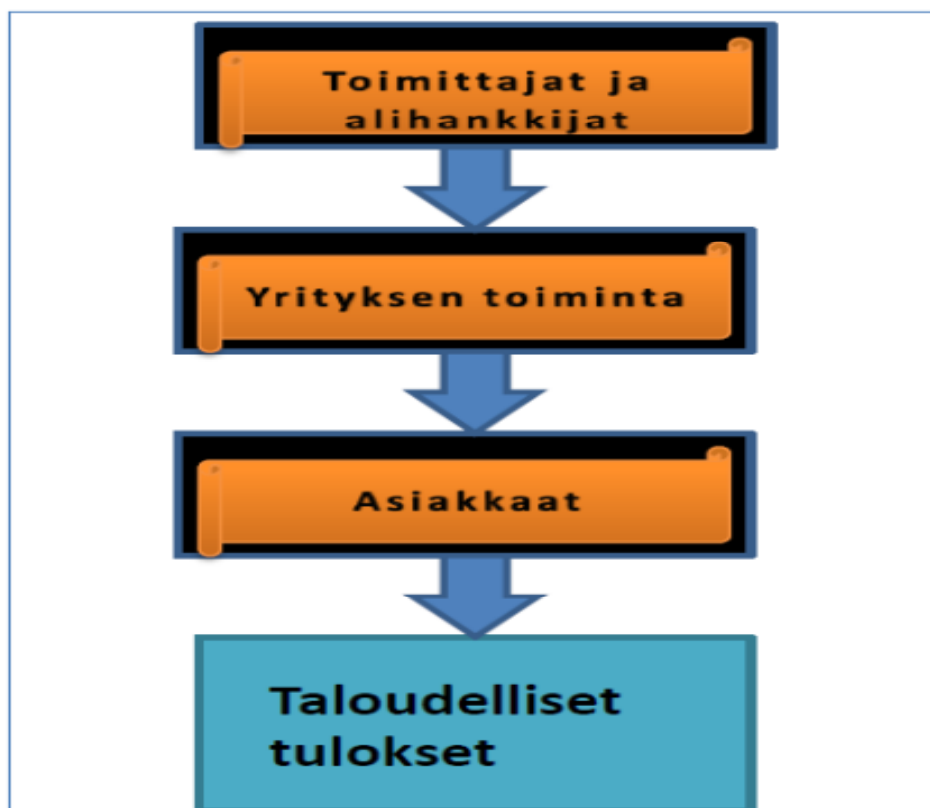 Toimittajat ja
alihankkijat
Yrityksen toiminta
Asiakkaat
Taloudelliset
tulokset